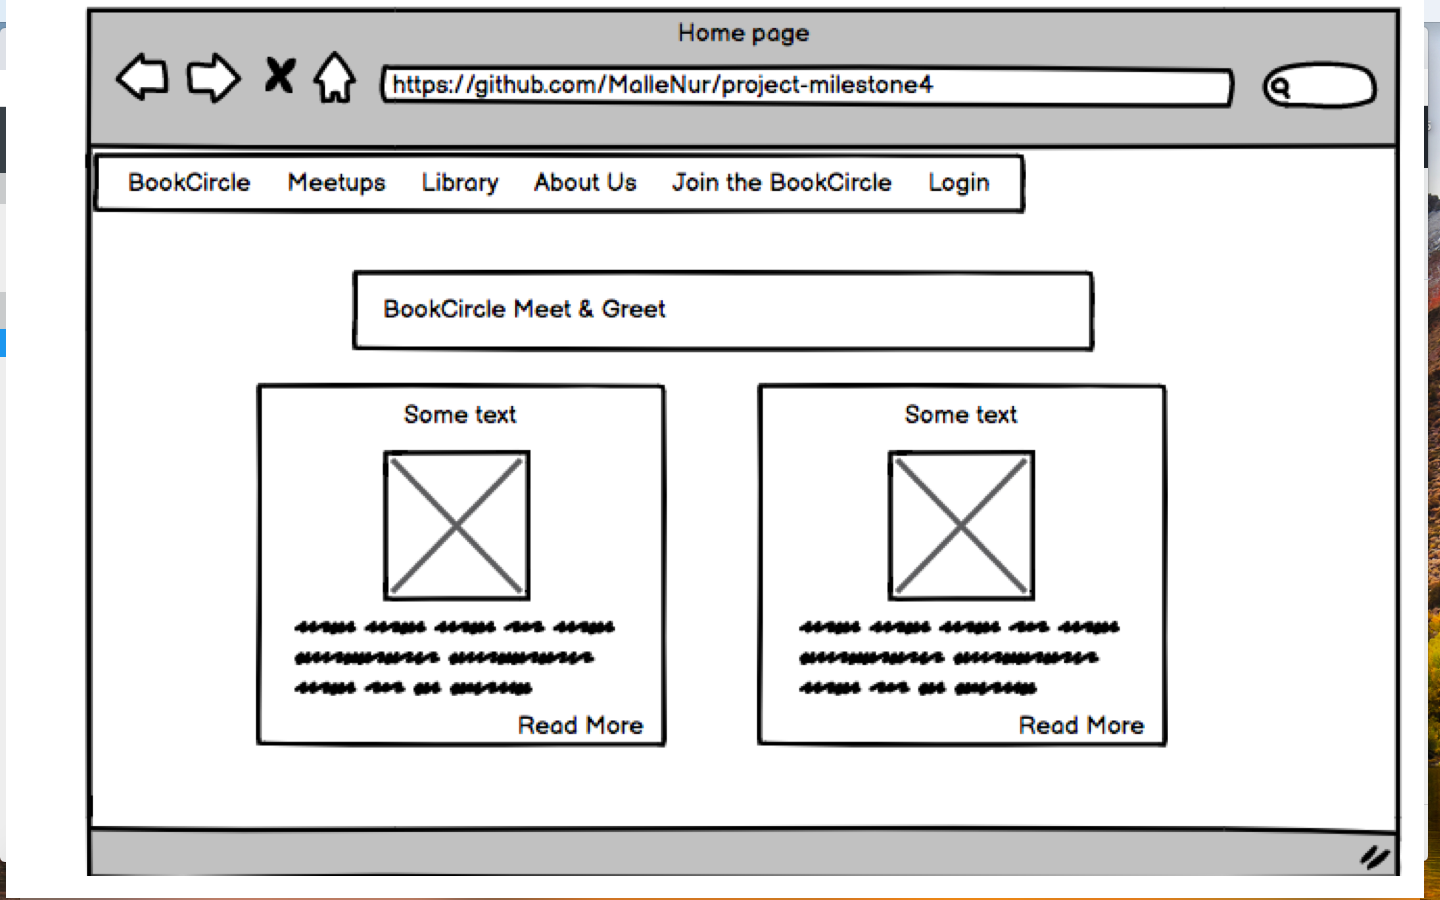 Home page
https://github.com/MalleNur/project-milestone4
BookCircle Meetups Library About Us Join the BookCircle Login
BookCircle Meet & Greet
Some text
Read More
Some text
Read More